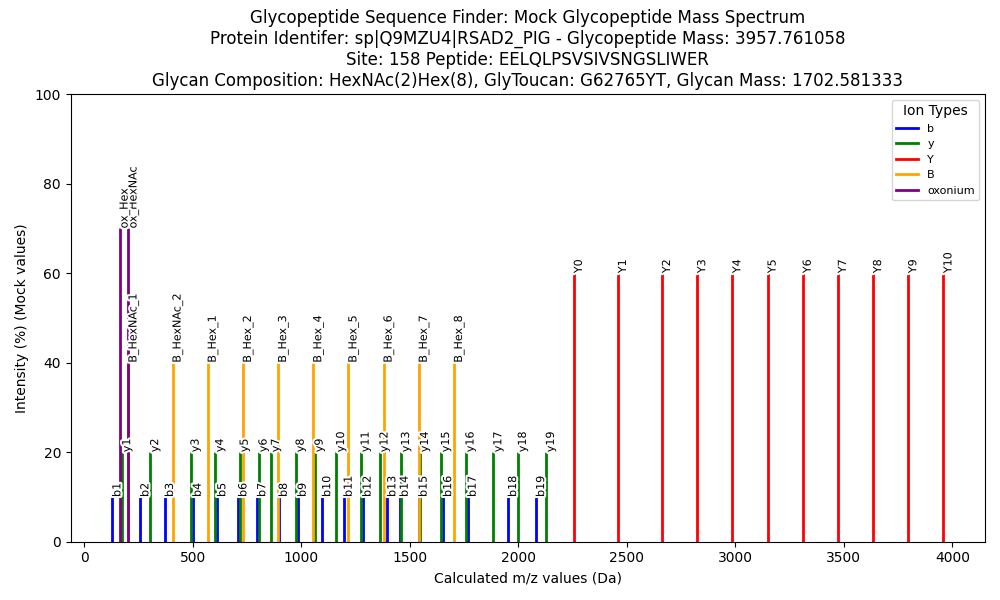 Glycopeptide Sequence Finder: Mock Glycopeptide Mass Spectrum
Protein Identifer: sp|Q9MZU4|RSAD2_PIG - Glycopeptide Mass: 3957.761058
Site: 158 Peptide: EELQLPSVSIVSNGSLIWER
Glycan Composition: HexNAc(2)Hex(8), GlyToucan: G62765YT, Glycan Mass: 1702.581333
Intensity (%) (Mock values)
100
80
60
40
20
0
Ion Types
b
y
Y
B
oxonium
ox_Hex
ox_HexNAc
Y0
Y1
Y2
Y3
Y4
Y5
Y6
Y7
Y8
Y9
Y10
B_HexNAc_1
B_HexNAc_2
B_Hex_1
B_Hex_2
B_Hex_3
B_Hex_4
B_Hex_5
B_Hex_6
B_Hex_7
B_Hex_8
y1
y2
y3
y4
y5
y6
y7
y8
y9
y10
y11
y12
y13
y14
y15
y16
y17
y18
y19
b1
b2
b3
b4
b5
b6
b7
b8
b9
b10
b11
b12
b13
b14
b15
b16
b17
b18
b19
0
500
1000
1500
2000
2500
3000
3500
4000
Calculated m/z values (Da)